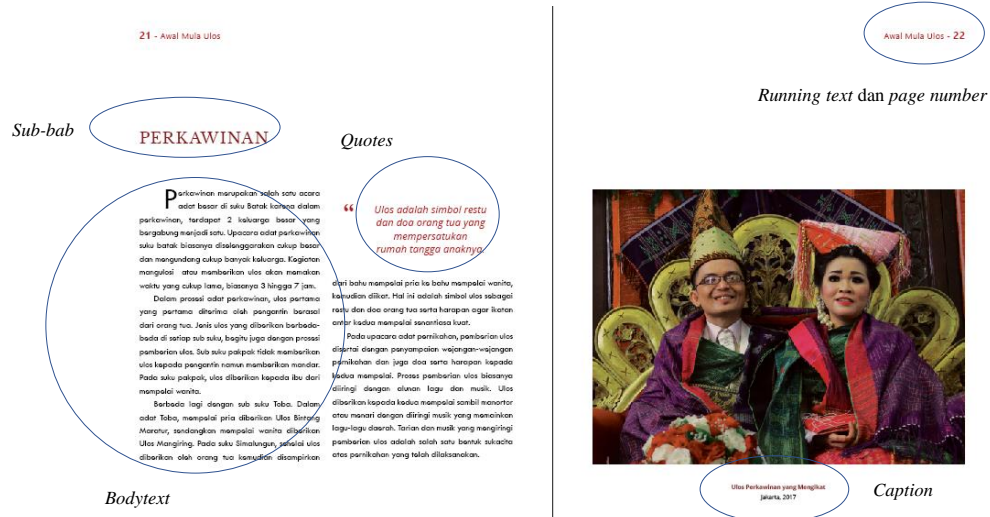 21 - Awal Mula Ulos
Awal Mula Ulos - 22
Running text dan page number
Sub-bab
PERKAWINAN
Quotes
Perkawinan merupakan salah satu acara
adat besar di suku Batak karena dalam
perkawinan, terdapat 2 keluarga besar yang
bergabung menjadi satu. Upacara adat perkawinan
suku batak biasanya diselenggarakan cukup besar
dan mengundang cukup banyak keluarga. Kegiatan
mangulosi atau memberikan ulos akan memakan
waktu yang cukup lama, biasanya 3 hingga 7 jam.
Dalam prosesi adat perkawinan, ulos pertama
yang pertama diterima oleh pengantin berasal
dari orang tua. Jenis ulos yang diberikan berbeda-
beda di setiap sub suku, begitu juga dengan prosesi
pemberian ulos. Sub suku pakpak tidak memberikan
ulos kepada pengantin namun memberikan mandar.
Pada suku pakpak, ulos diberikan kepada ibu dari
mempelai wanita.
Berbeda lagi dengan sub suku Toba. Dalam
adat Toba, mempelai pria diberikan Ulos Bintang
Maratur, sendangkan mempelai wanita diberikan
Ulos Mangiring. Pada suku Simalungun, sehelai ulos
diberikan oleh orang tua kemudian disampirkan
“ Ulos adalah simbol restu
dan doa orang tua yang
mempersatukan
rumah tangga anaknya.
dari bahu mempelai pria ke bahu mempelai wanita,
kemudian diikat. Hal ini adalah simbol ulos sebagai
restu dan doa orang tua serta harapan agar ikatan
antar kedua mempelai senantiasa kuat.
Pada upacara adat pernikahan, pemberian ulos
disertai dengan penyampaian wejangan-wejangan
pernikahan dan juga doa serta harapan kepada
kedua mempelai. Proses pemberian ulos biasanya
diiringi dengan alunan lagu dan musik. Ulos
diberikan kepada kedua mempelai sambil manortor
atau menari dengan diiringi musik yang memainkan
lagu-lagu daerah. Tarian dan musik yang mengiringi
pemberian ulos adalah salah satu bentuk sukacita
atas pernikahan yang telah dilaksanakan.
Bodytext
Ulos Perkawinan yang Mengikat
Jakarta, 2017
Caption